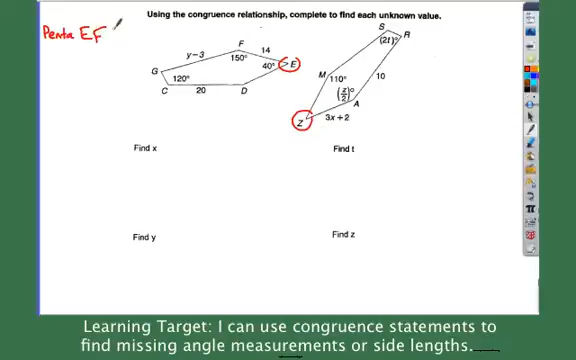 Using the congruence relationship, complete to find each unknown value.
Penta EF
F
y−3
14
150°
40°
E
G
120°
C
20
D
S
R
(2t)°
M
110°
10
(z/2)°
A
Z
3x+2
Find x
Find t
Find y
Find z
Learning Target: I can use congruence statements to
find missing angle measurements or side lengths.